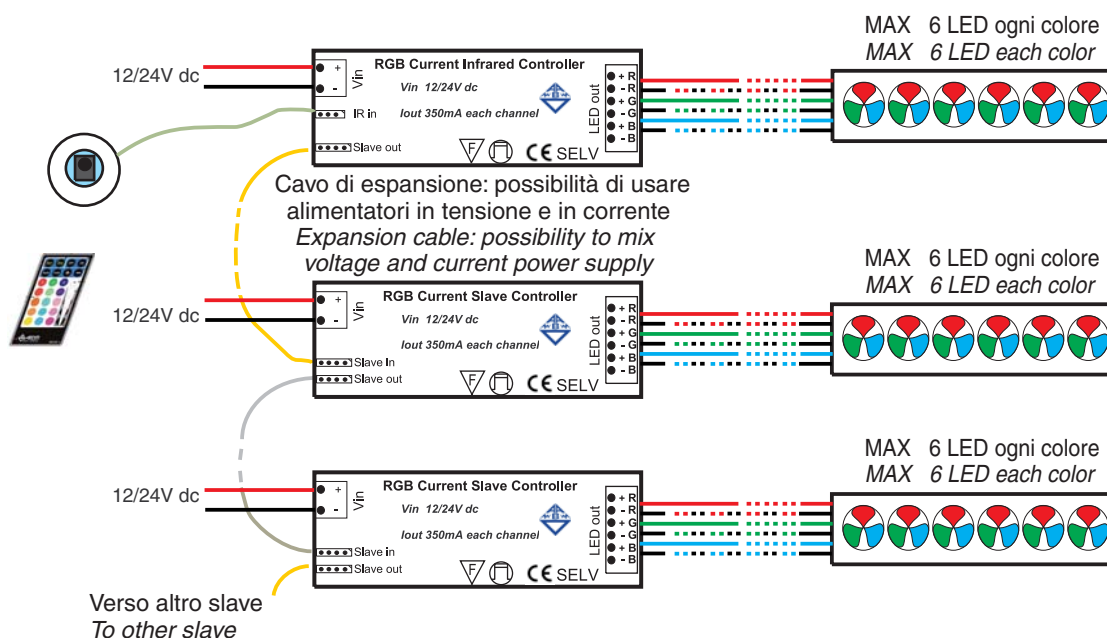 MAX 6 LED ogni colore
MAX 6 LED each color
12/24V dc
+
-
Vin
RGB Current Infrared Controller
Vin 12/24V dc
Iout 350mA each channel
IR in
Slave out
F
CE SELV
LED out
+ R
- R
+ G
- G
+ B
- B
Cavo di espansione: possibilità di usare
alimentatori in tensione e in corrente
Expansion cable: possibility to mix
voltage and current power supply
MAX 6 LED ogni colore
MAX 6 LED each color
12/24V dc
+
-
Vin
RGB Current Slave Controller
Vin 12/24V dc
Iout 350mA each channel
Slave In
Slave out
F
CE SELV
LED out
+ R
- R
+ G
- G
+ B
- B
MAX 6 LED ogni colore
MAX 6 LED each color
12/24V dc
+
-
Vin
RGB Current Slave Controller
Vin 12/24V dc
Iout 350mA each channel
Slave in
Slave out
F
CE SELV
LED out
+ R
- R
+ G
- G
+ B
- B
Verso altro slave
To other slave